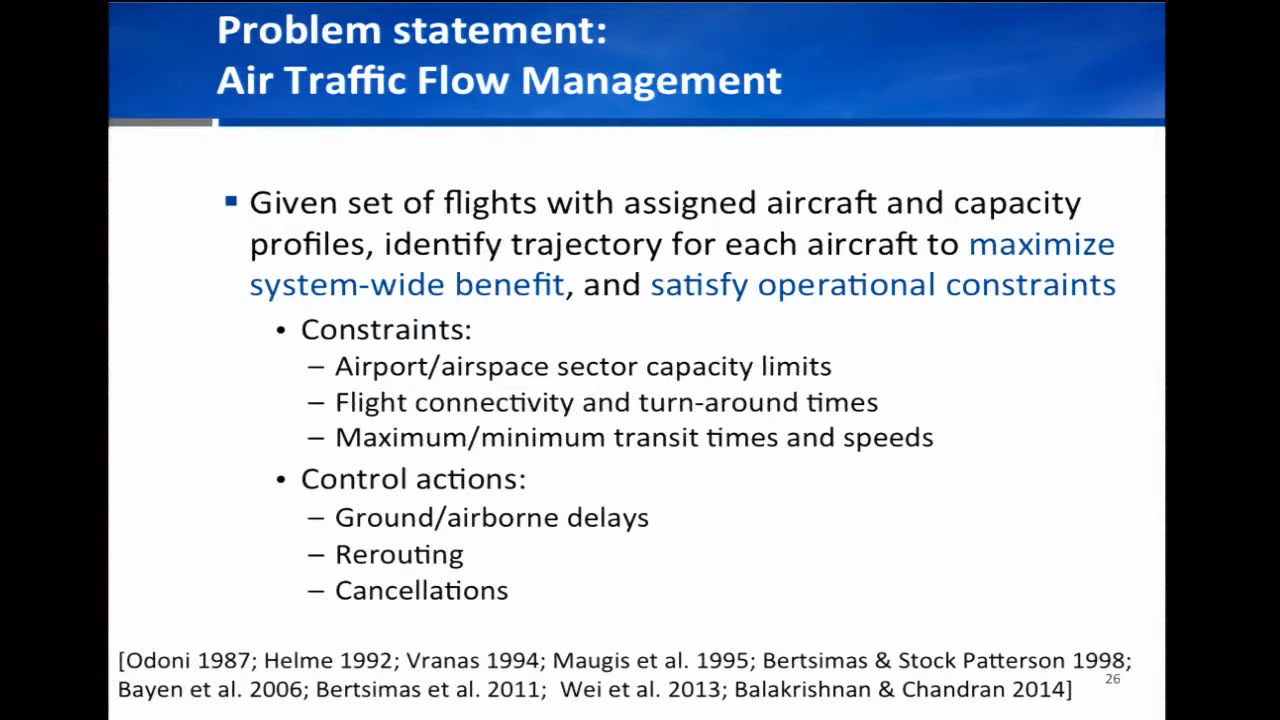 Problem statement:
Air Traffic Flow Management
▪ Given set of flights with assigned aircraft and capacity
profiles, identify trajectory for each aircraft to maximize
system-wide benefit, and satisfy operational constraints
• Constraints:
– Airport/airspace sector capacity limits
– Flight connectivity and turn-around times
– Maximum/minimum transit times and speeds
• Control actions:
– Ground/airborne delays
– Rerouting
– Cancellations
[Odoni 1987; Helme 1992; Vranas 1994; Maugis et al. 1995; Bertsimas & Stock Patterson 1998;
Bayen et al. 2006; Bertsimas et al. 2011; Wei et al. 2013; Balakrishnan & Chandran 2014]
26